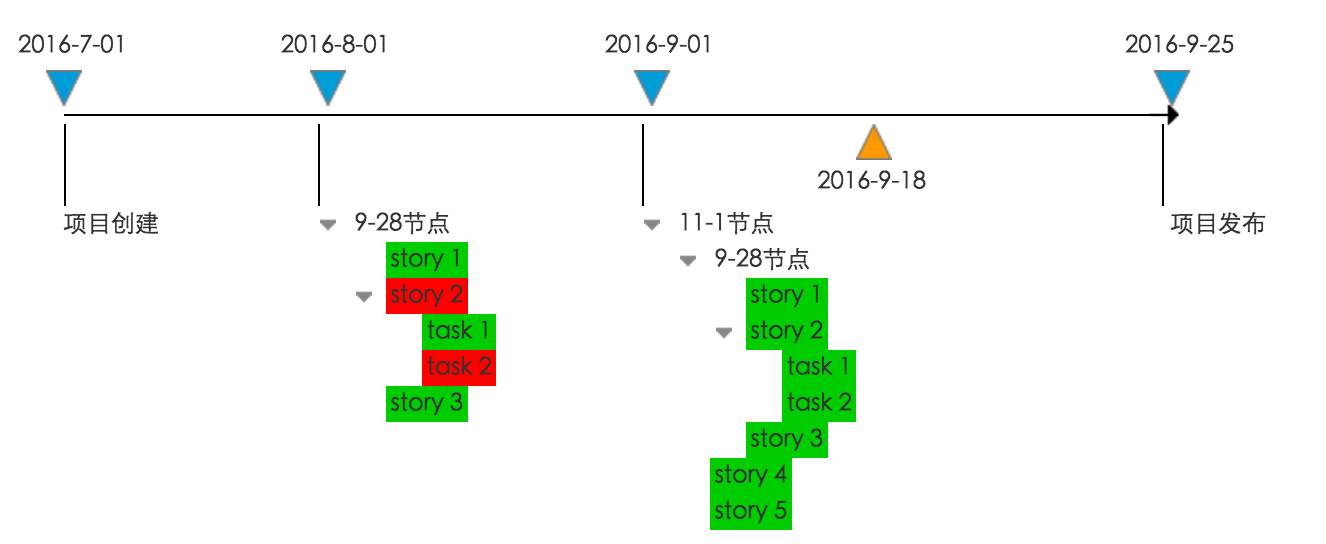 2016-7-01
2016-8-01
2016-9-01
2016-9-25
2016-9-18
项目创建
9-28节点
story 1
story 2
task 1
task 2
story 3
11-1节点
9-28节点
story 1
story 2
task 1
task 2
story 3
story 4
story 5
项目发布